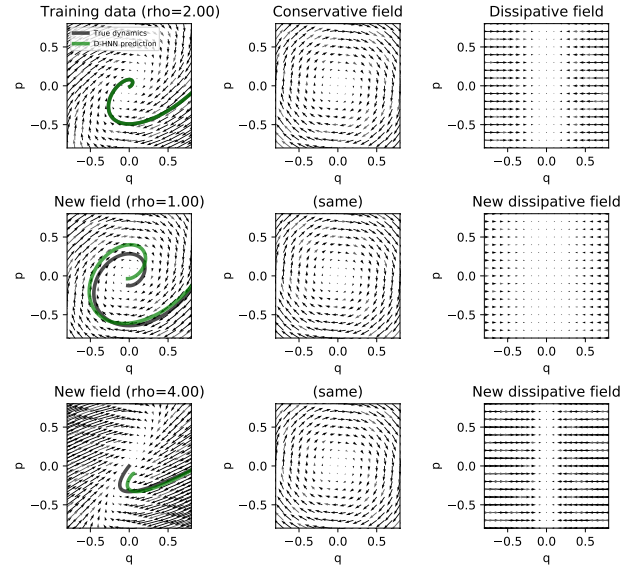 Training data (rho=2.00)
Conservative field
Dissipative field
True dynamics
D-HNN prediction
p
0.5
0.0
−0.5
−0.5
0.0
0.5
q
p
0.5
0.0
−0.5
−0.5
0.0
0.5
q
p
0.5
0.0
−0.5
−0.5
0.0
0.5
q
New field (rho=1.00)
(same)
New dissipative field
p
0.5
0.0
−0.5
−0.5
0.0
0.5
q
p
0.5
0.0
−0.5
−0.5
0.0
0.5
q
p
0.5
0.0
−0.5
−0.5
0.0
0.5
q
New field (rho=4.00)
(same)
New dissipative field
p
0.5
0.0
−0.5
−0.5
0.0
0.5
q
p
0.5
0.0
−0.5
−0.5
0.0
0.5
q
p
0.5
0.0
−0.5
−0.5
0.0
0.5
q